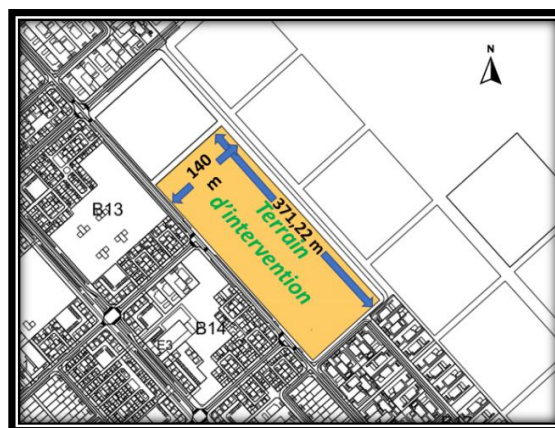 N
140
m
371,22 m
Terrain
d'intervention
B13
B14
E3